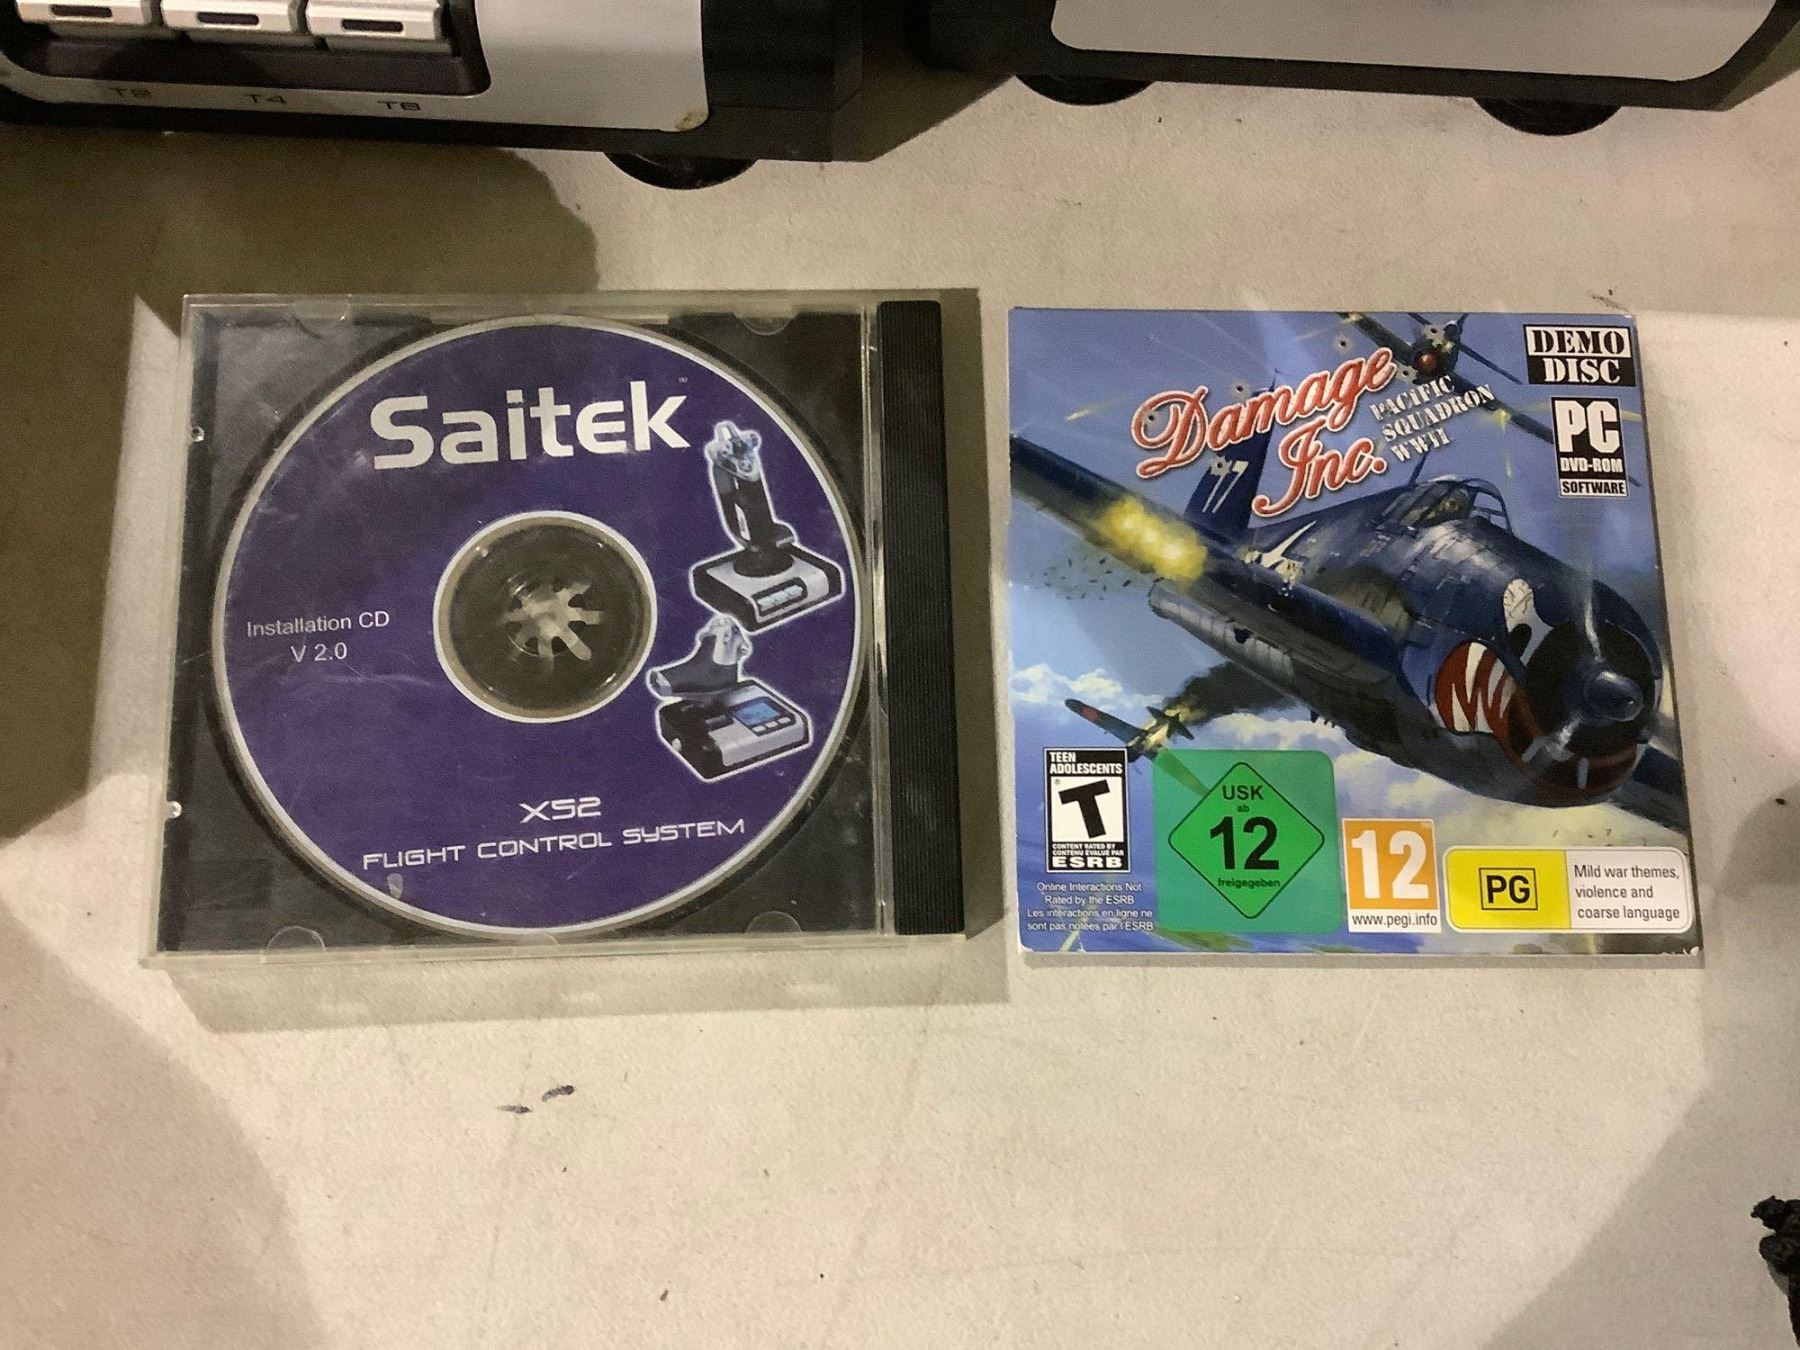 T2 T4 T6
Saitek™
Installation CD
V 2.0
X52
FLIGHT CONTROL SYSTEM
Damage
Inc.
PACIFIC
SQUADRON
WWII
DEMO
DISC
PC
DVD-ROM
SOFTWARE
77
TEEN
ADOLESCENTS
T
CONTENT RATED BY
CONTENU ÉVALUÉ PAR
ESRB
Online Interactions Not
Rated by the ESRB
Les interactions en ligne ne
sont pas notées par l'ESRB
USK
ab
12
freigegeben
12
www.pegi.info
PG
Mild war themes,
violence and
coarse language